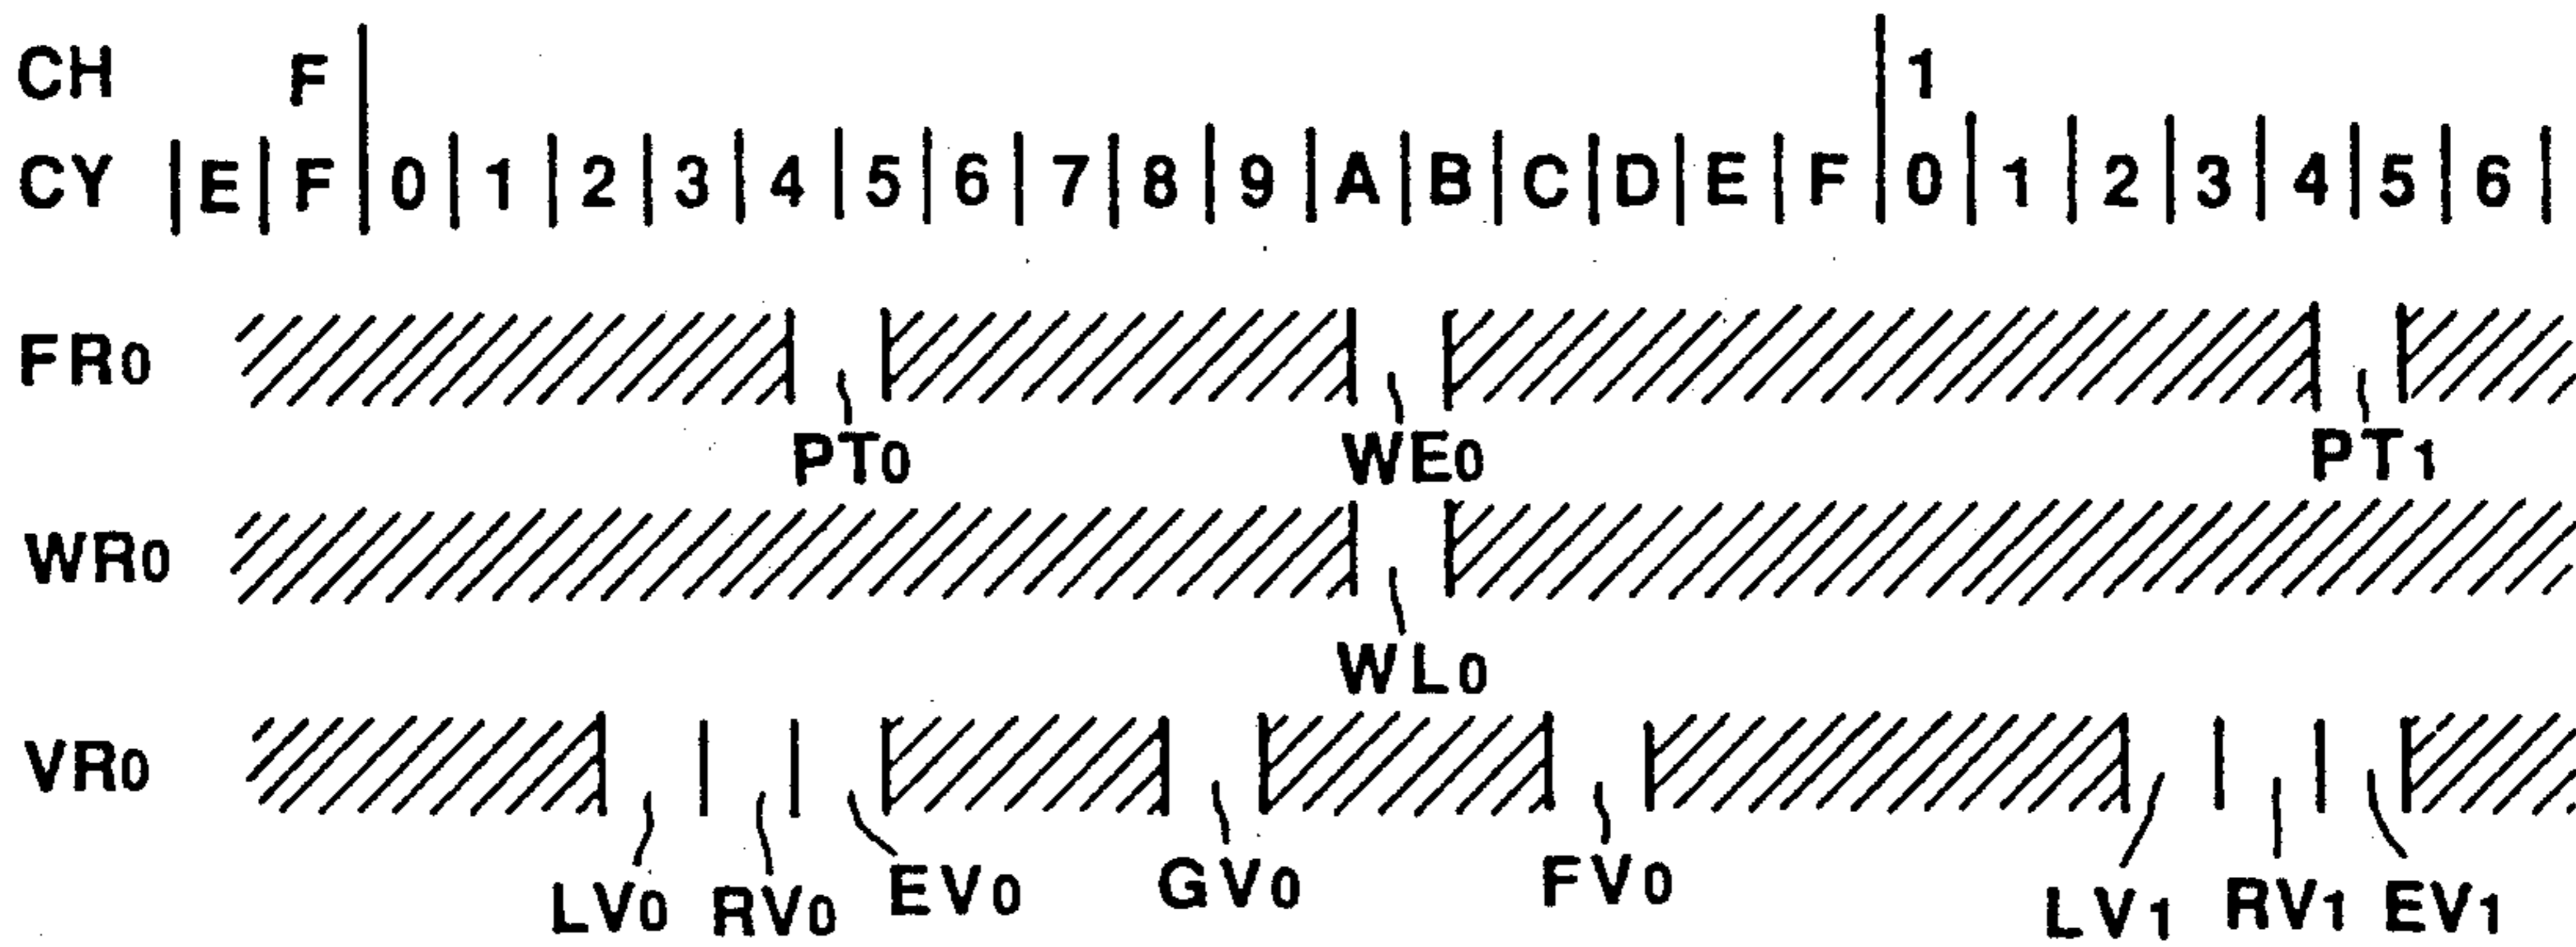 CH F 1
CY E F 0 1 2 3 4 5 6 7 8 9 A B C D E F 0 1 2 3 4 5 6
FR0
PT0 WE0 PT1
WR0
WL0
VR0
LV0 RV0 EV0 GV0 FV0 LV1 RV1 EV1